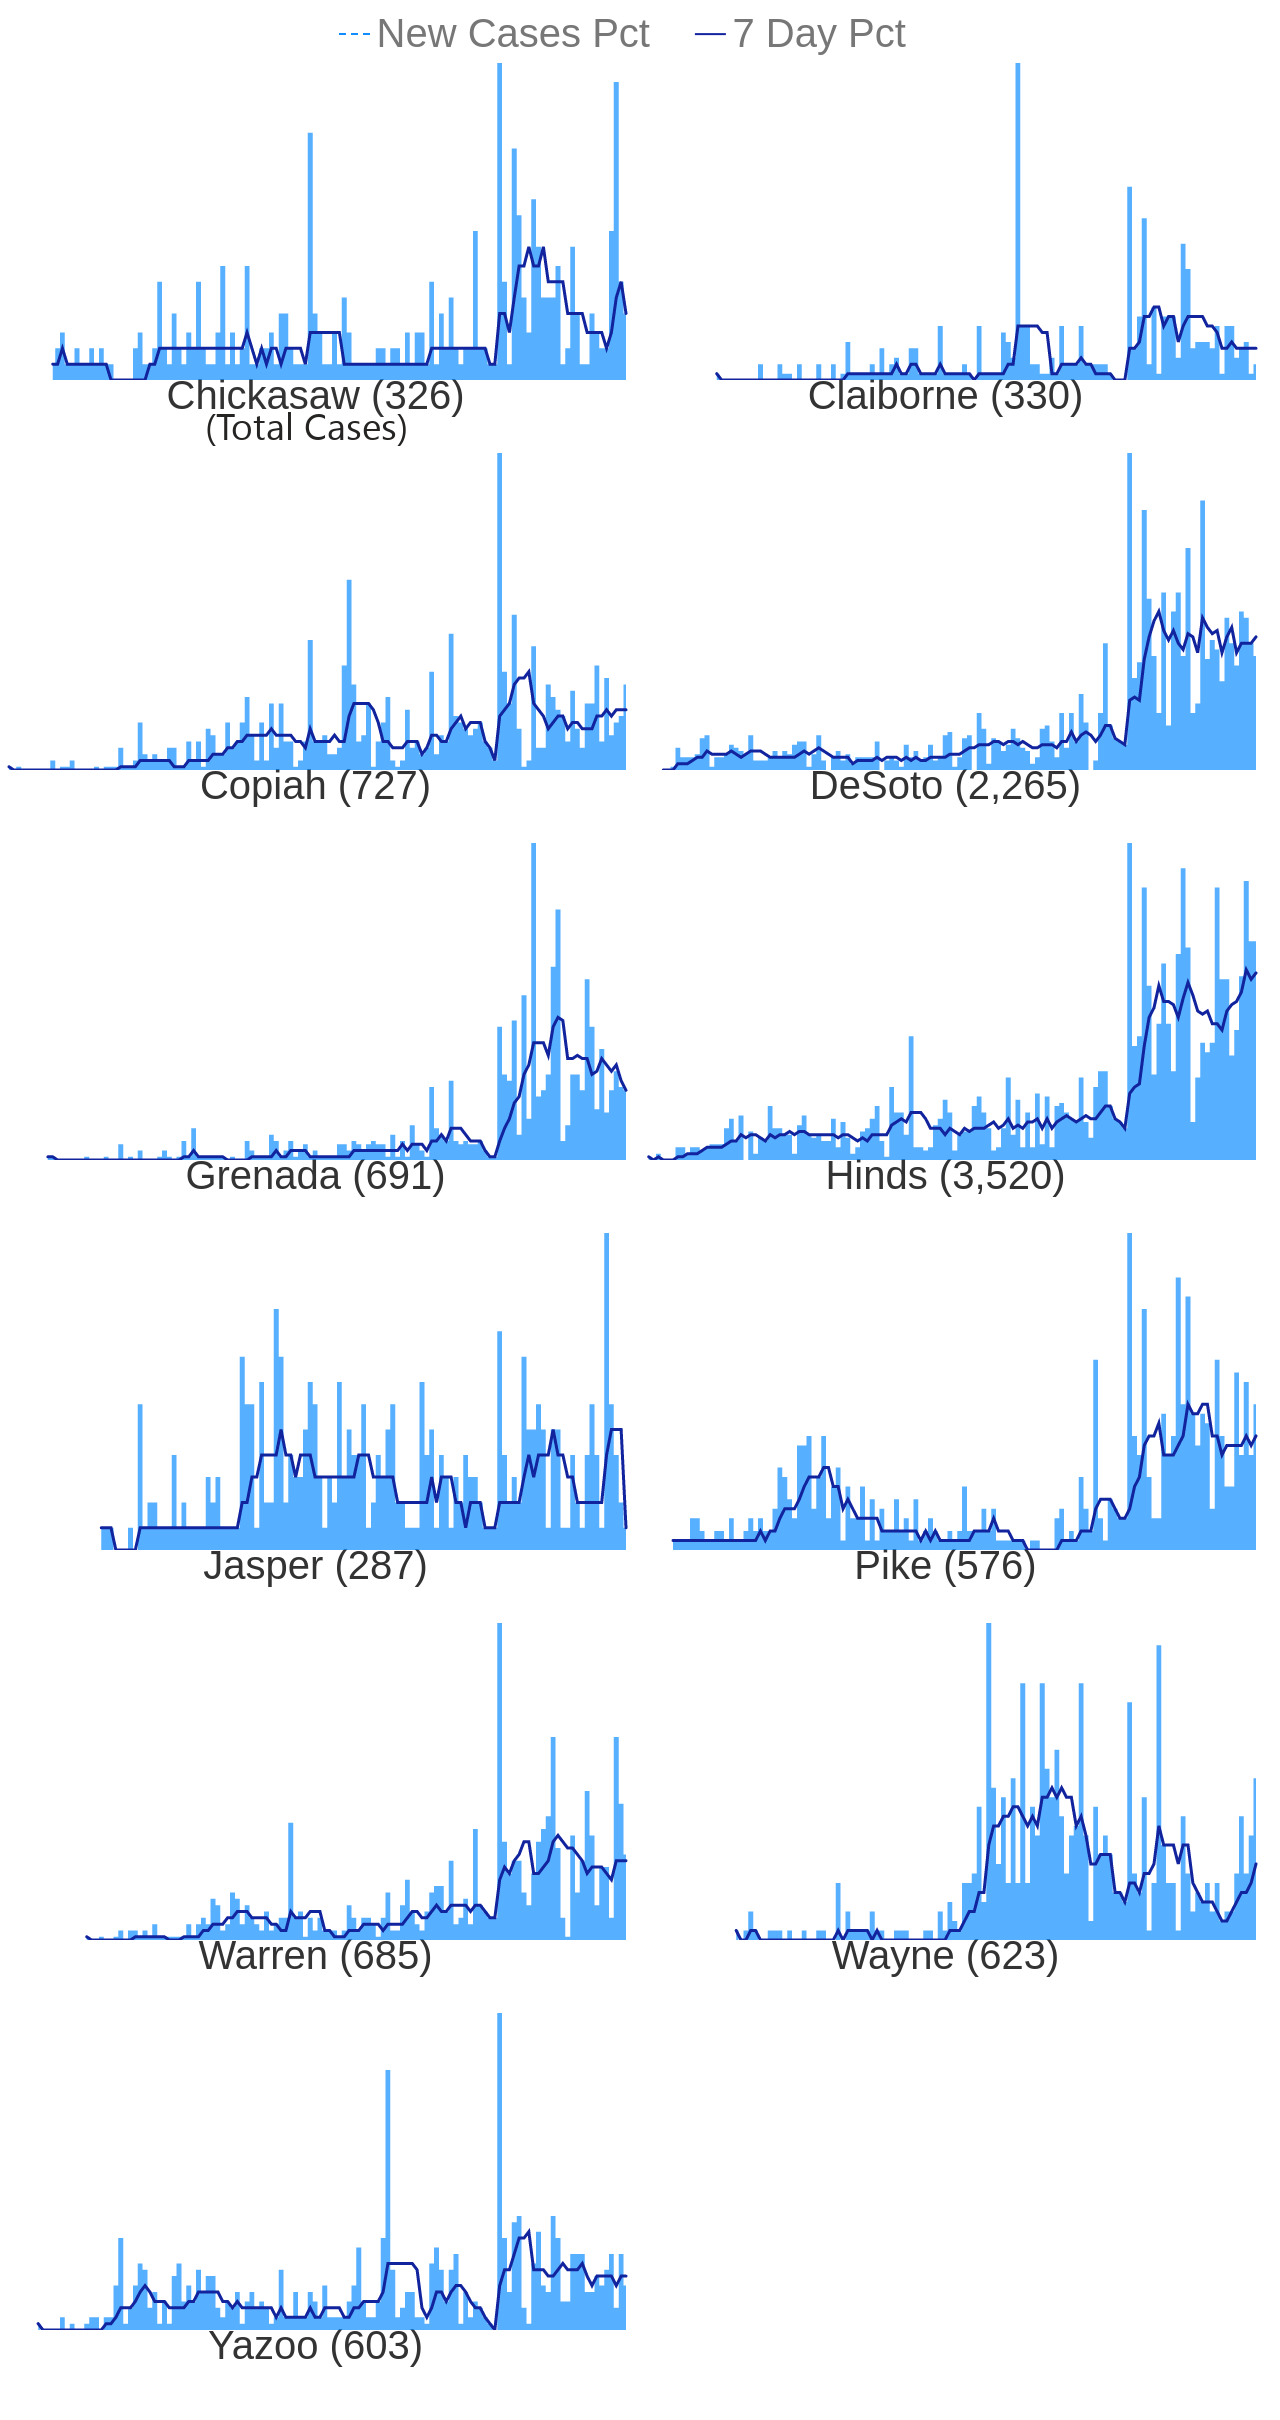 New Cases Pct 7 Day Pct
Chickasaw (326) Claiborne (330)
(Total Cases)
Copiah (727) DeSoto (2,265)
Grenada (691) Hinds (3,520)
Jasper (287) Pike (576)
Warren (685) Wayne (623)
Yazoo (603)